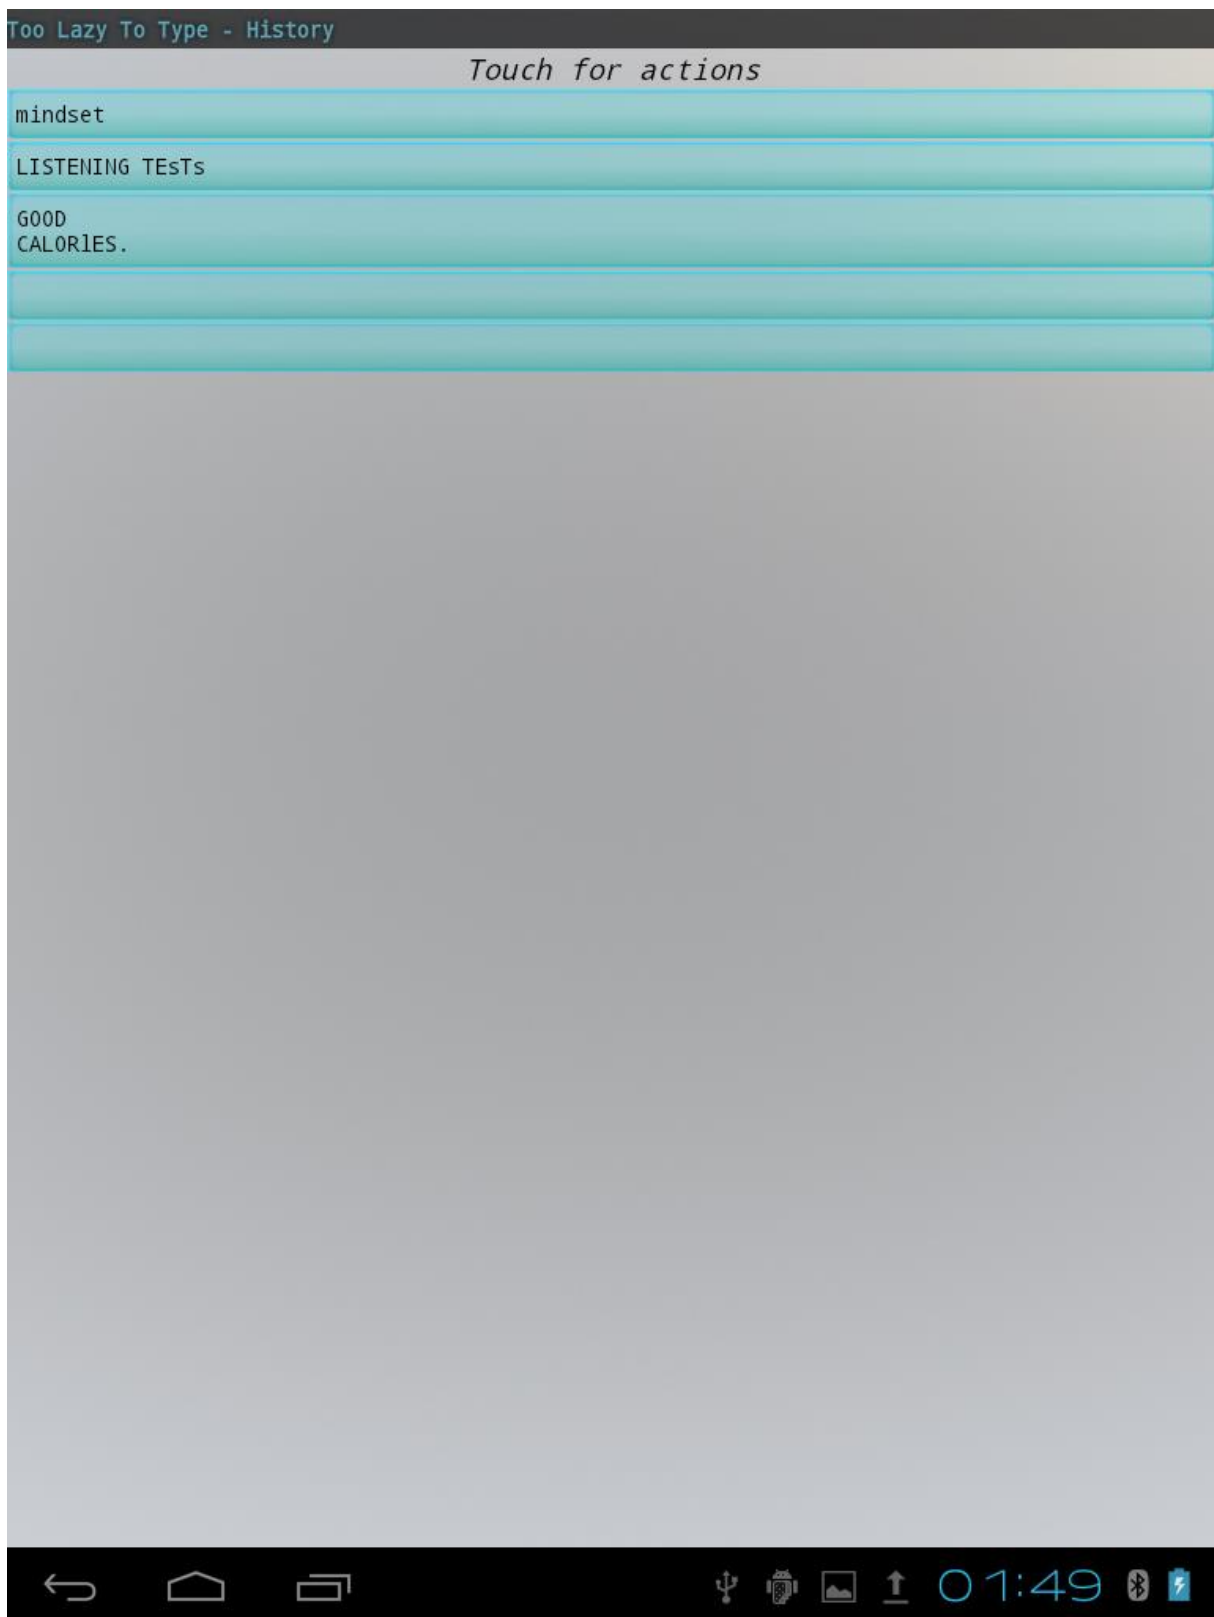 Too Lazy To Type - History
Touch for actions
mindset
LISTENING TEsTs
GOOD
CALORlES.
01:49